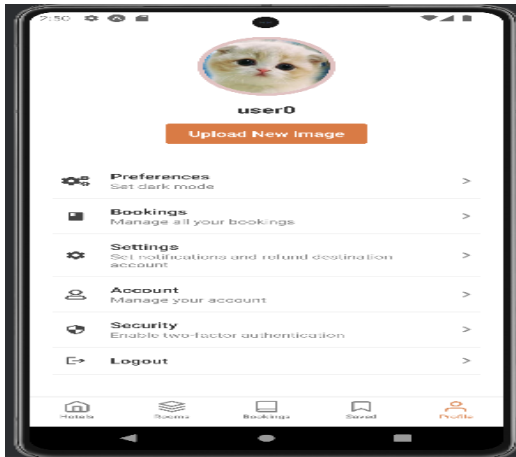 7:50
user0
Upload New Image
Preferences
Set dark mode
>
Bookings
Manage all your bookings
>
Settings
Set notifications and refund destination
account
>
Account
Manage your account
>
Security
Enable two-factor authentication
>
Logout
>
Hotels Rooms Bookings Saved Profile